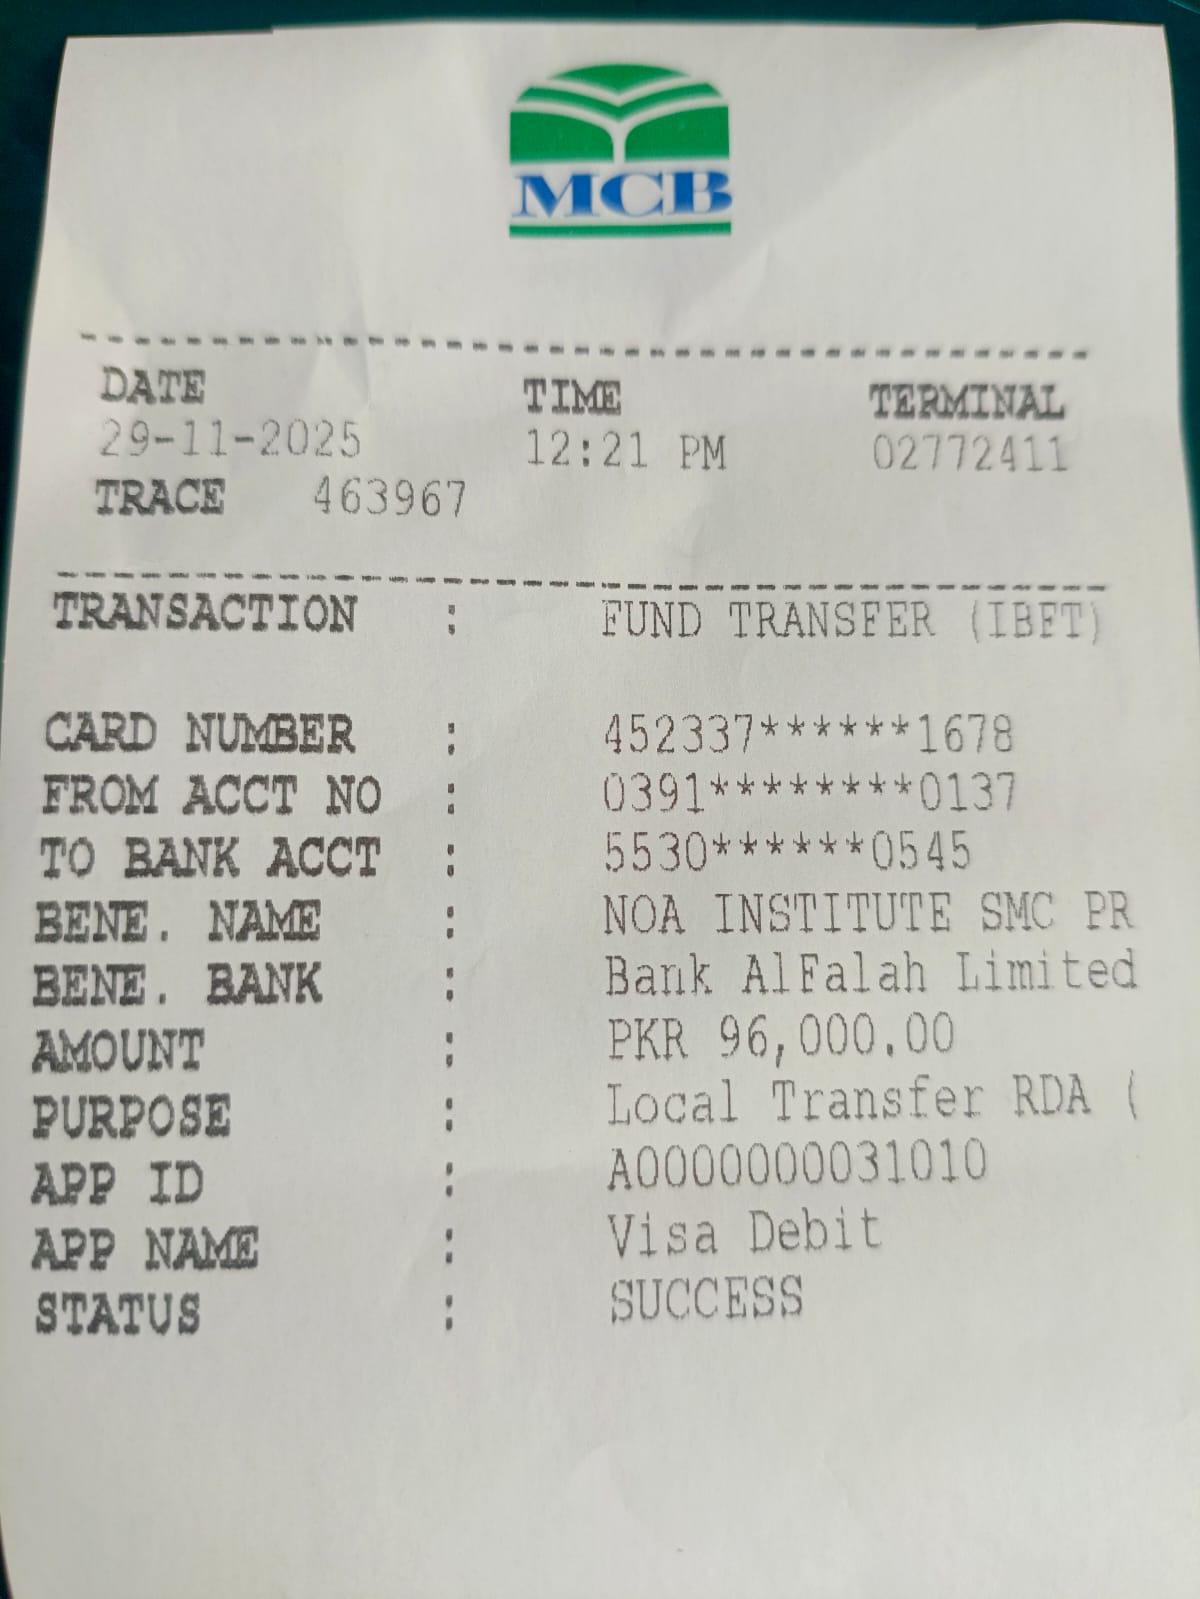 MCB
DATE TIME TERMINAL
29-11-2025 12:21 PM 02772411
TRACE 463967
TRANSACTION : FUND TRANSFER (IBFT)
CARD NUMBER : 452337******1678
FROM ACCT NO : 0391********0137
TO BANK ACCT : 5530******0545
BENE. NAME : NOA INSTITUTE SMC PR
BENE. BANK : Bank AlFalah Limited
AMOUNT : PKR 96,000.00
PURPOSE : Local Transfer RDA (
APP ID : A0000000031010
APP NAME : Visa Debit
STATUS : SUCCESS